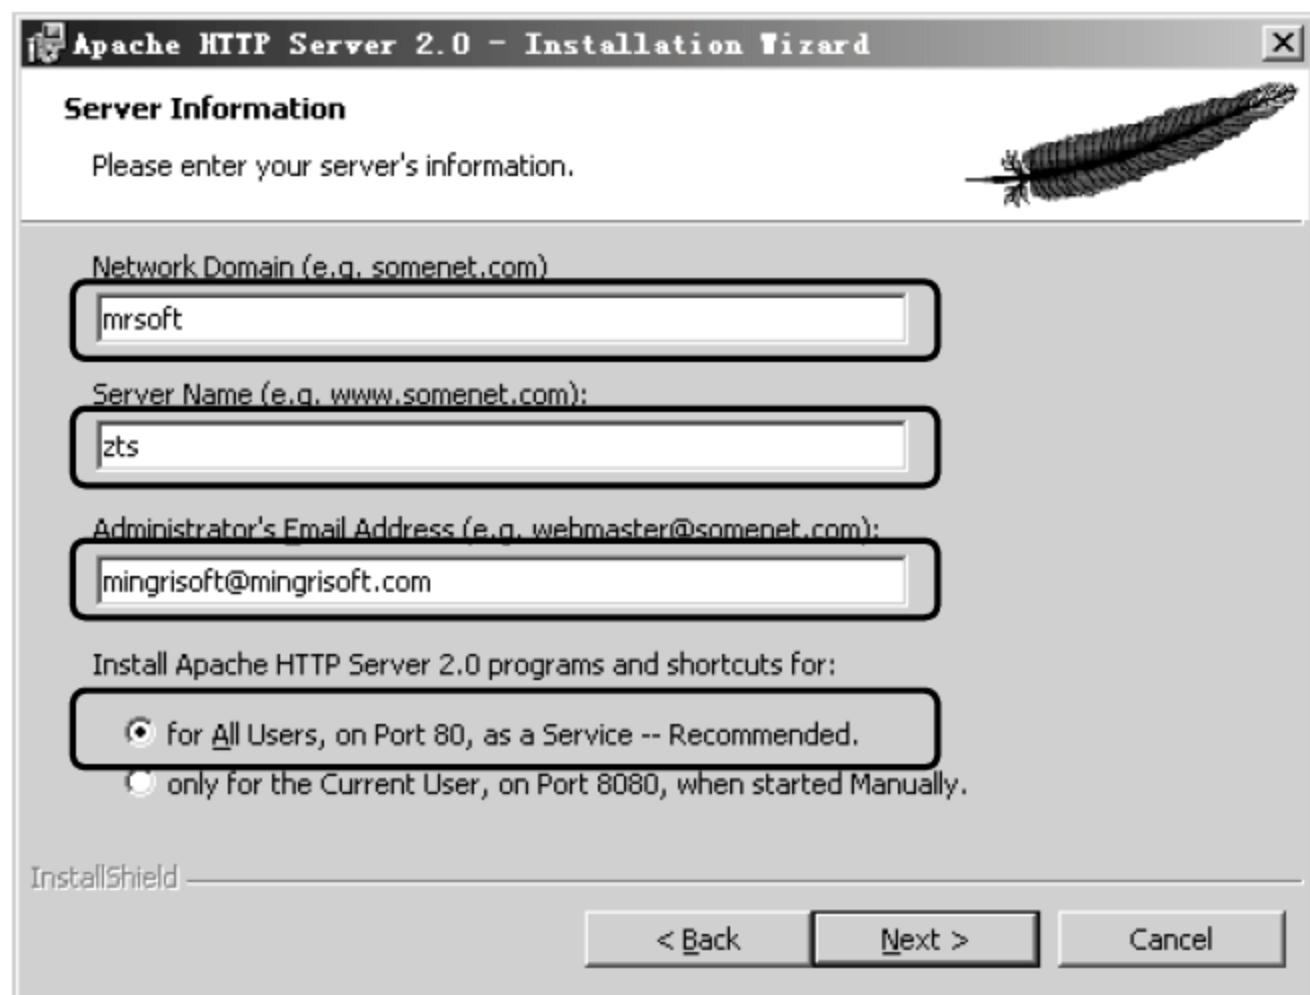 Apache HTTP Server 2.0 - Installation Wizard
Server Information
Please enter your server's information.
Network Domain (e.g. somenet.com)
mrsoft
Server Name (e.g. www.somenet.com):
zts
Administrator's Email Address (e.g. webmaster@somenet.com):
mingrisoft@mingrisoft.com
Install Apache HTTP Server 2.0 programs and shortcuts for:
for All Users, on Port 80, as a Service -- Recommended.
only for the Current User, on Port 8080, when started Manually.
InstallShield
< Back Next > Cancel